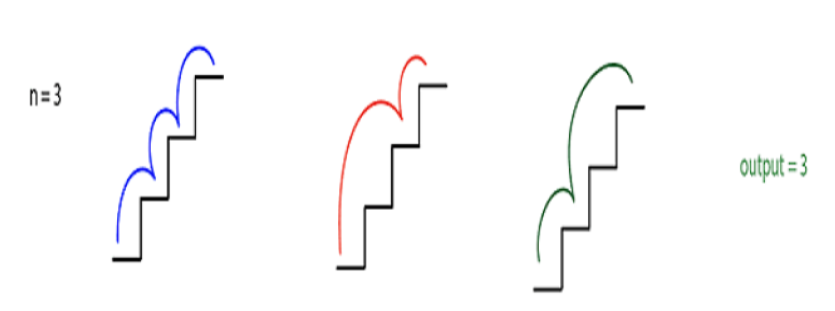 n=3
output = 3